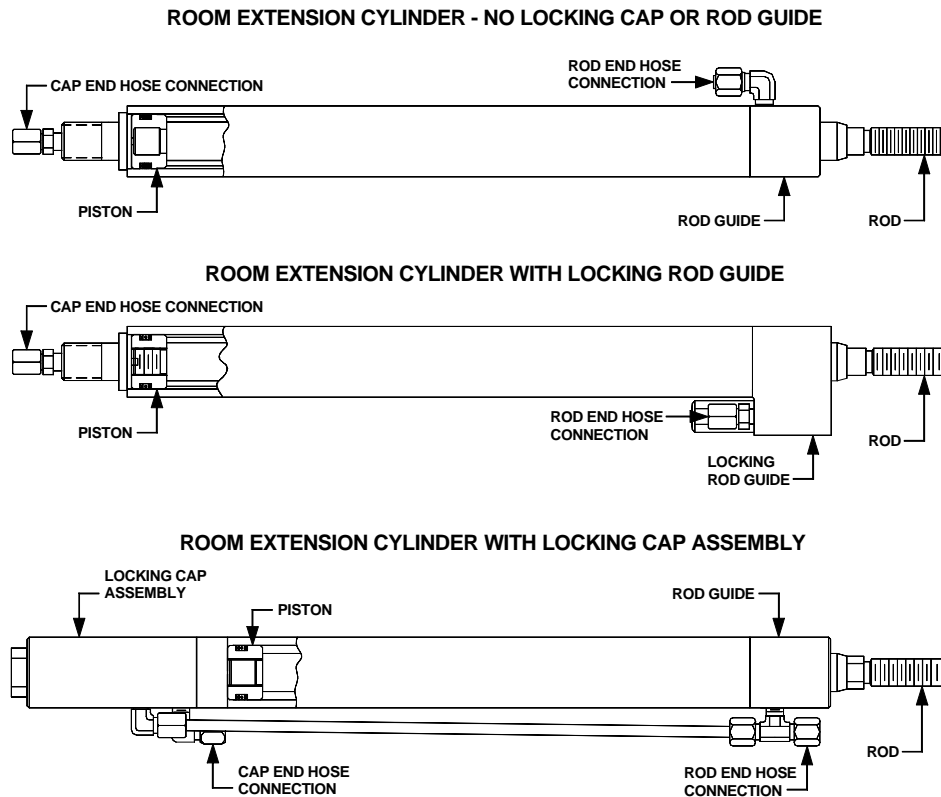 ROOM EXTENSION CYLINDER - NO LOCKING CAP OR ROD GUIDE
ROD END HOSE
CONNECTION
CAP END HOSE CONNECTION
PISTON
ROD GUIDE
ROD
ROOM EXTENSION CYLINDER WITH LOCKING ROD GUIDE
CAP END HOSE CONNECTION
PISTON
ROD END HOSE
CONNECTION
ROD
LOCKING
ROD GUIDE
ROOM EXTENSION CYLINDER WITH LOCKING CAP ASSEMBLY
LOCKING CAP
ASSEMBLY
PISTON
ROD GUIDE
ROD
CAP END HOSE
CONNECTION
ROD END HOSE
CONNECTION